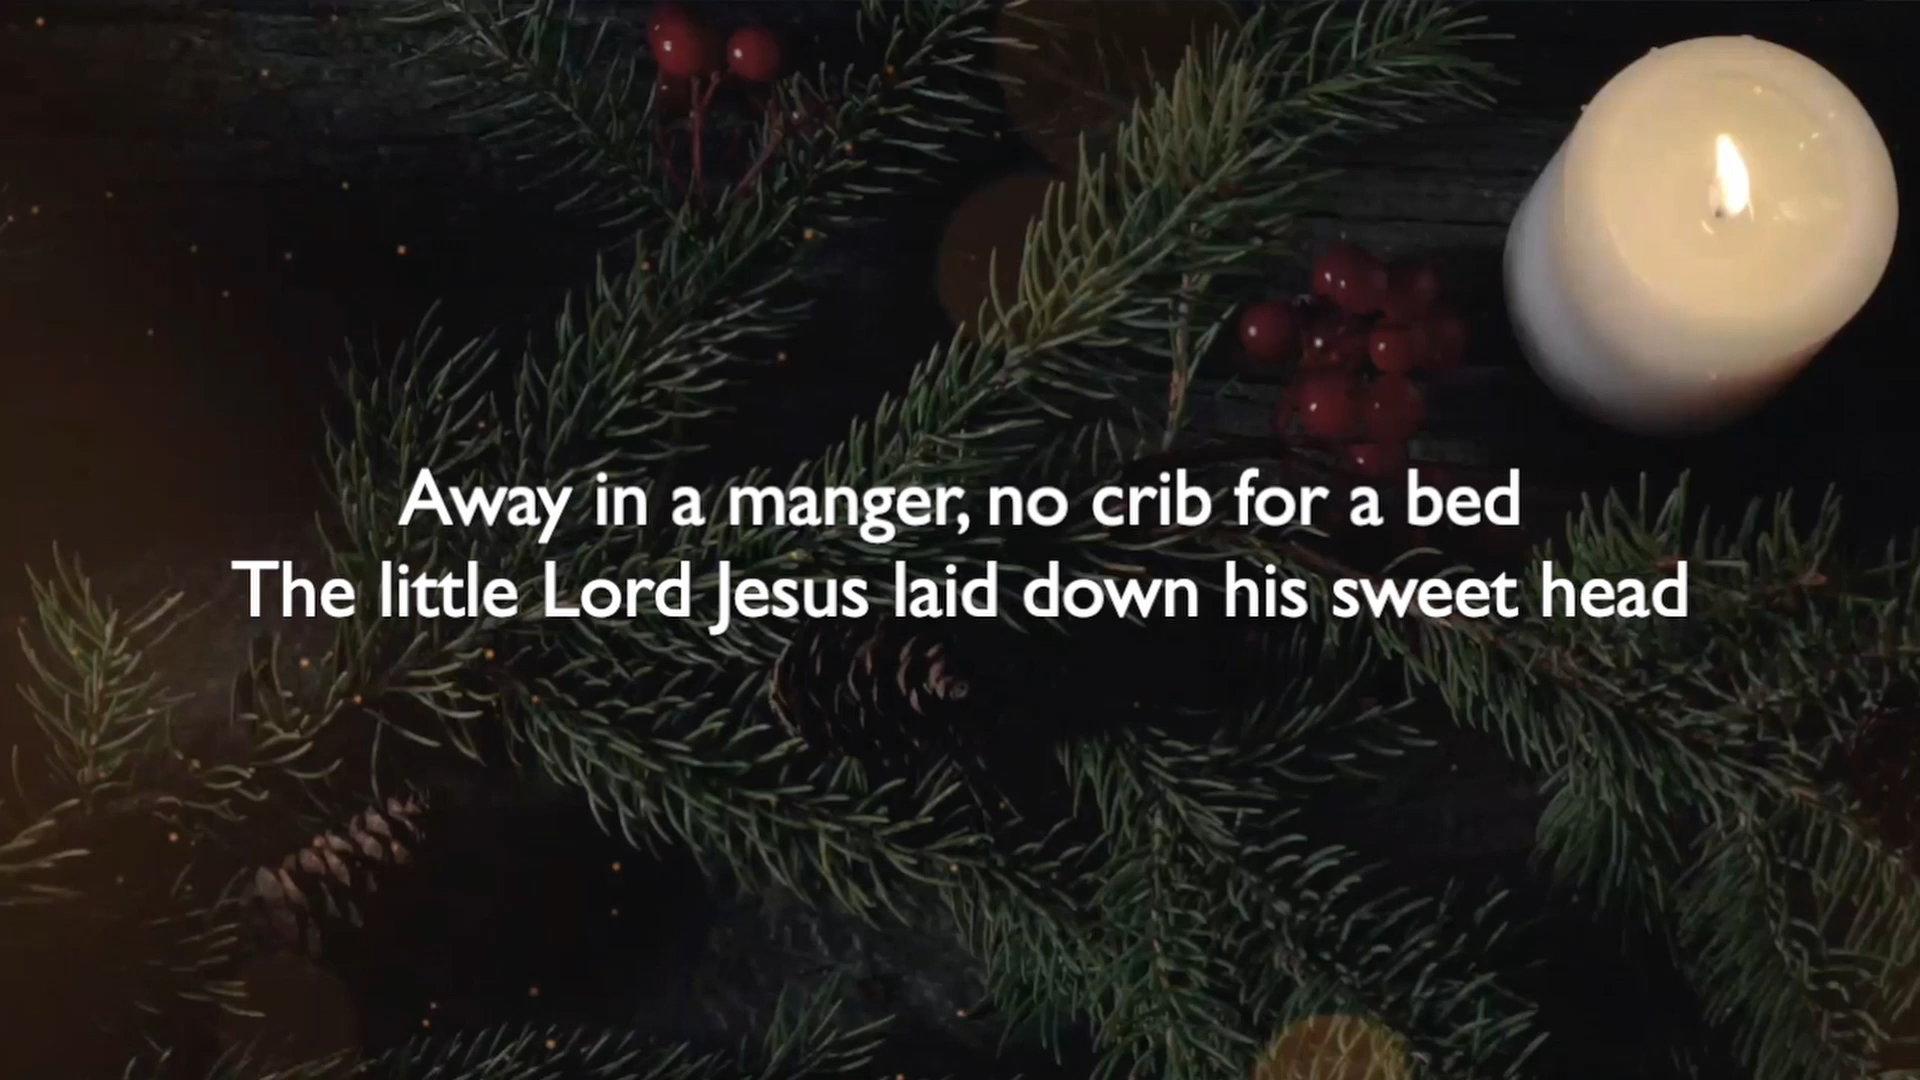 Away in a manger, no crib for a bed
The little Lord Jesus laid down his sweet head